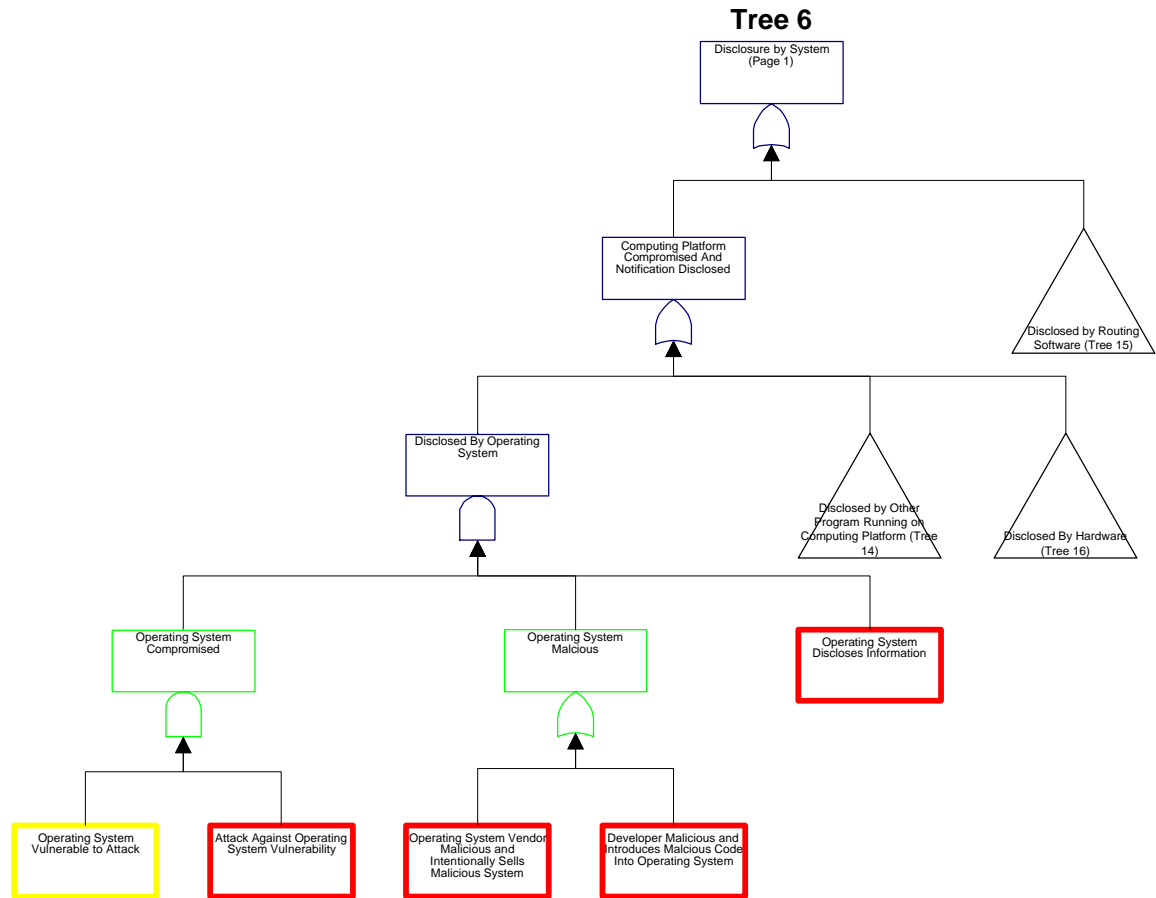 Tree 6
Disclosure by System
(Page 1)
Computing Platform
Compromised And
Notification Disclosed
Disclosed by Routing
Software (Tree 15)
Disclosed By Operating
System
Disclosed by Other
Program Running on
Computing Platform (Tree
14)
Disclosed By Hardware
(Tree 16)
Operating System
Compromised
Operating System
Malcious
Operating System
Discloses Information
Operating System
Vulnerable to Attack
Attack Against Operating
System Vulnerability
Operating System Vendor
Malicious and
Intentionally Sells
Malicious System
Developer Malicious and
Introduces Malcious Code
Into Operating System